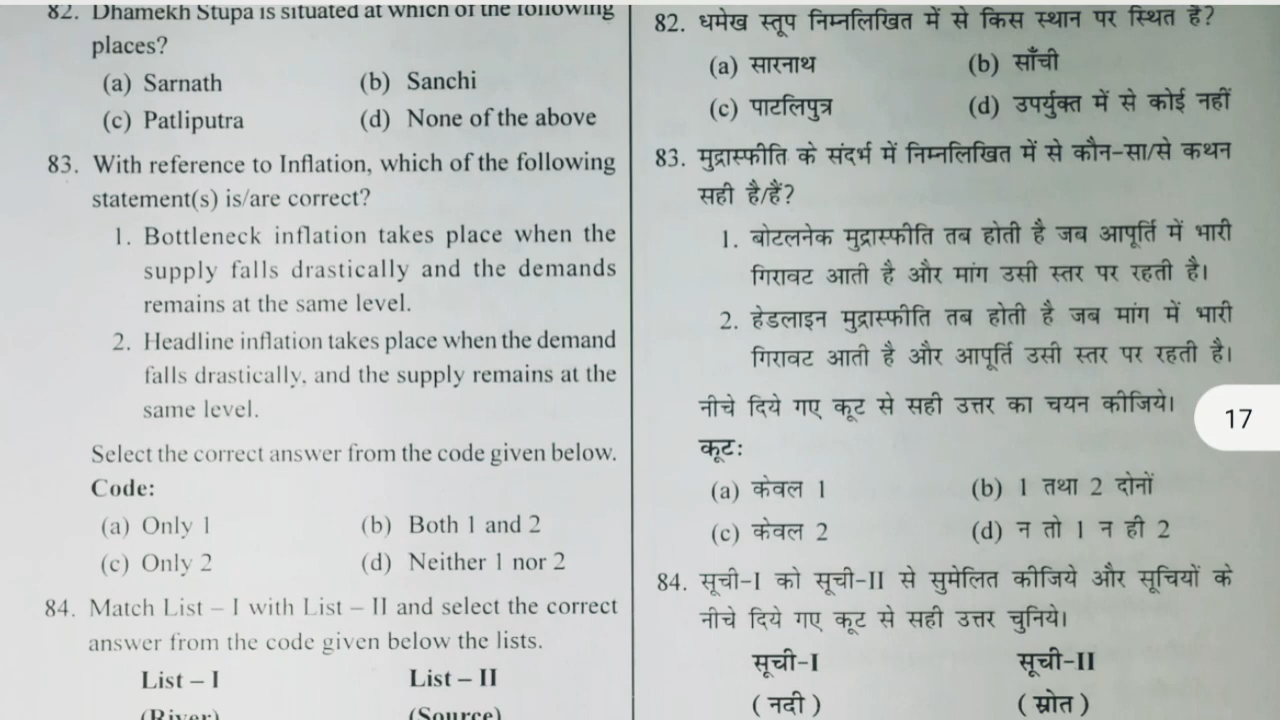 82. Dhamekh Stupa is situated at which of the following
places?
(a) Sarnath (b) Sanchi
(c) Patliputra (d) None of the above
83. With reference to Inflation, which of the following
statement(s) is/are correct?
1. Bottleneck inflation takes place when the
supply falls drastically and the demands
remains at the same level.
2. Headline inflation takes place when the demand
falls drastically, and the supply remains at the
same level.
Select the correct answer from the code given below.
Code:
(a) Only 1 (b) Both 1 and 2
(c) Only 2 (d) Neither 1 nor 2
84. Match List – I with List – II and select the correct
answer from the code given below the lists.
List – I List – II
(River) (Source)
82. धमेख स्तूप निम्नलिखित में से किस स्थान पर स्थित है?
(a) सारनाथ (b) साँची
(c) पाटलिपुत्र (d) उपर्युक्त में से कोई नहीं
83. मुद्रास्फीति के संदर्भ में निम्नलिखित में से कौन-सा/से कथन
सही है/हैं?
1. बोटलनेक मुद्रास्फीति तब होती है जब आपूर्ति में भारी
गिरावट आती है और मांग उसी स्तर पर रहती है।
2. हेडलाइन मुद्रास्फीति तब होती है जब मांग में भारी
गिरावट आती है और आपूर्ति उसी स्तर पर रहती है।
नीचे दिये गए कूट से सही उत्तर का चयन कीजिये।
कूट:
(a) केवल 1 (b) 1 तथा 2 दोनों
(c) केवल 2 (d) न तो 1 न ही 2
84. सूची-I को सूची-II से सुमेलित कीजिये और सूचियों के
नीचे दिये गए कूट से सही उत्तर चुनिये।
सूची-I सूची-II
(नदी) (स्रोत)
17